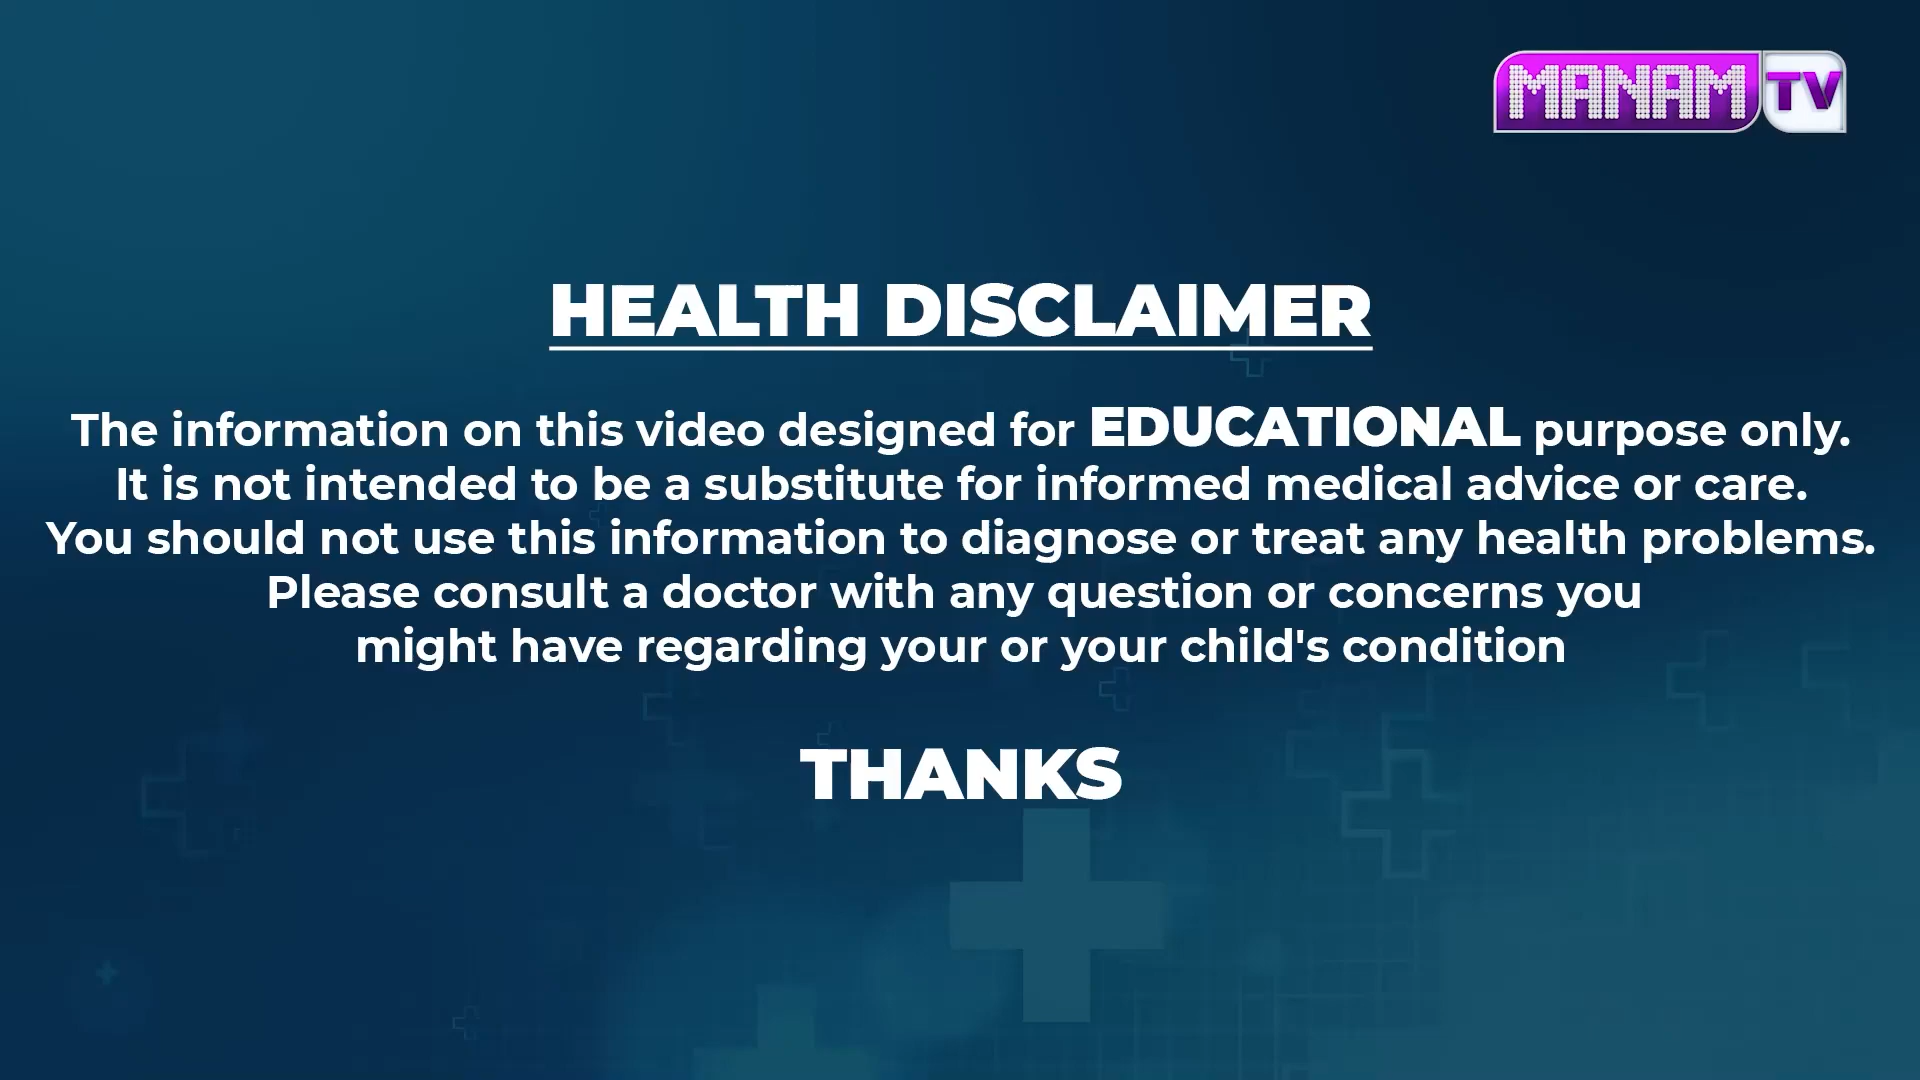 MANAM TV
HEALTH DISCLAIMER
The information on this video designed for EDUCATIONAL purpose only.
It is not intended to be a substitute for informed medical advice or care.
You should not use this information to diagnose or treat any health problems.
Please consult a doctor with any question or concerns you
might have regarding your or your child's condition
THANKS